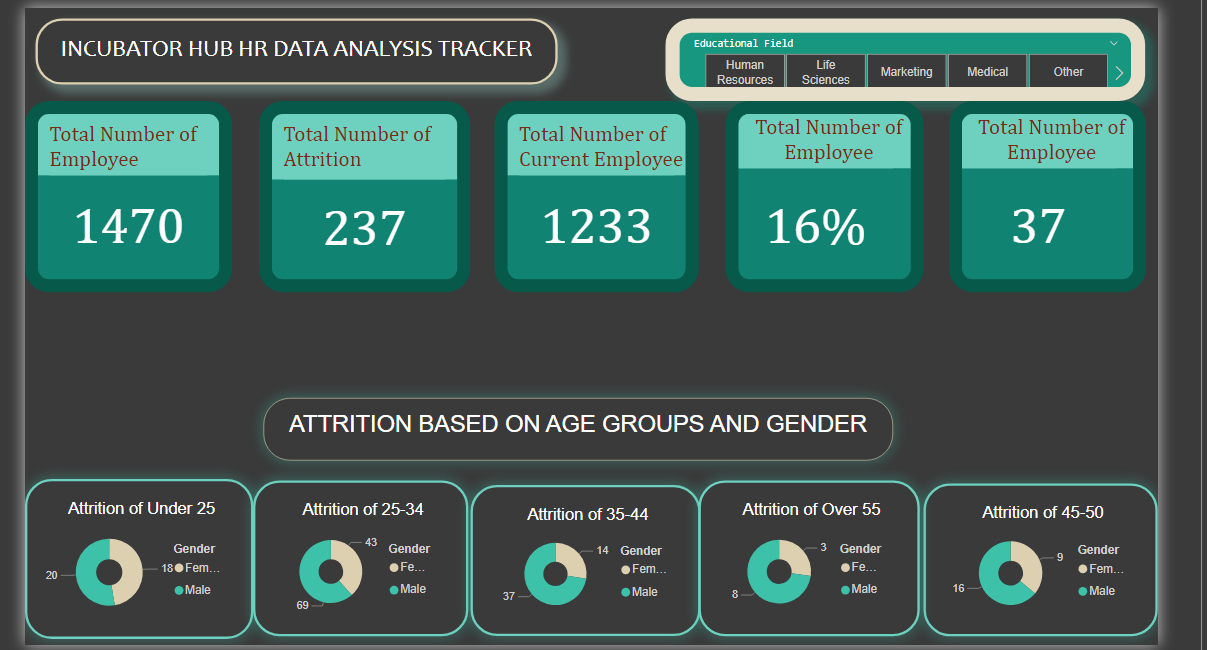 INCUBATOR HUB HR DATA ANALYSIS TRACKER
Educational Field
Human
Resources
Life
Sciences
Marketing
Medical
Other
Total Number of
Employee
1470
Total Number of
Attrition
237
Total Number of
Current Employee
1233
Total Number of
Employee
16%
Total Number of
Employee
37
ATTRITION BASED ON AGE GROUPS AND GENDER
Attrition of Under 25
20
18
Gender
Fem...
Male
Attrition of 25-34
43
69
Gender
Fe...
Male
Attrition of 35-44
14
37
Gender
Fem...
Male
Attrition of Over 55
3
8
Gender
Fe...
Male
Attrition of 45-50
9
16
Gender
Fem...
Male